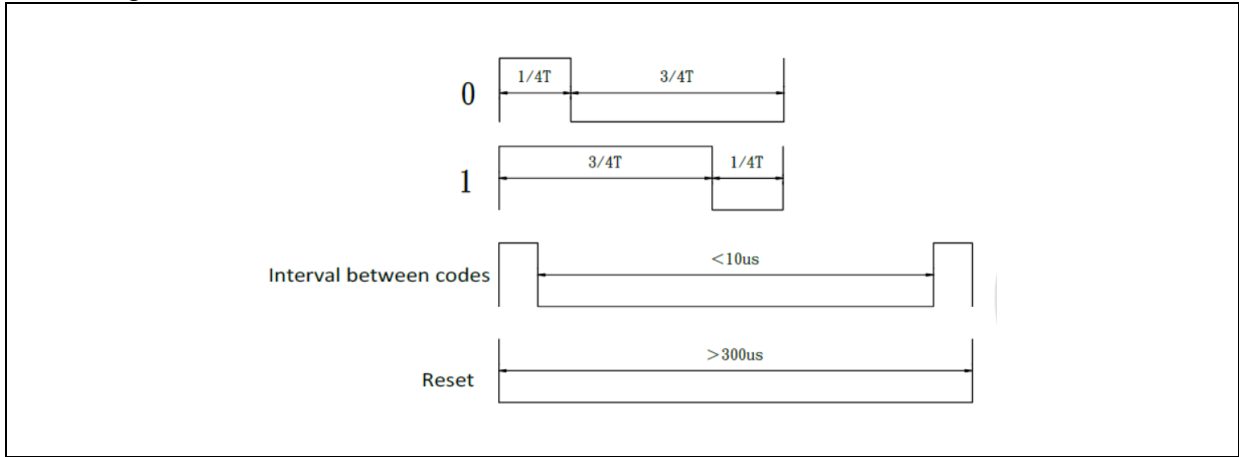 1/4T 3/4T
0
3/4T 1/4T
1
<10us
Interval between codes
>300us
Reset